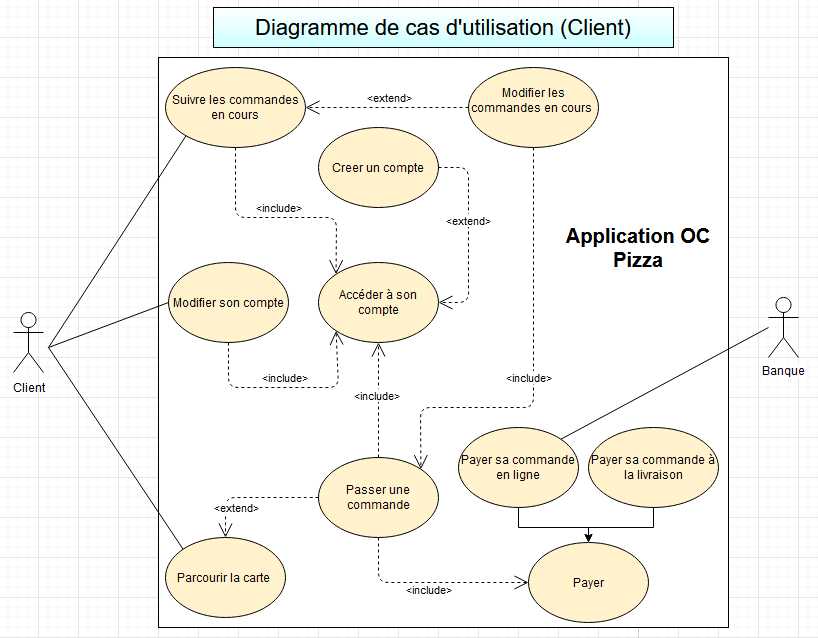 Diagramme de cas d'utilisation (Client)
Suivre les commandes
en cours
<extend>
Modifier les
commandes en cours
Creer un compte
<include>
<extend>
Application OC
Pizza
Modifier son compte
Accéder à son
compte
Client
Banque
<include>
<include>
<include>
Payer sa commande
en ligne
Payer sa commande à
la livraison
Passer une
commande
<extend>
Parcourir la carte
<include>
Payer